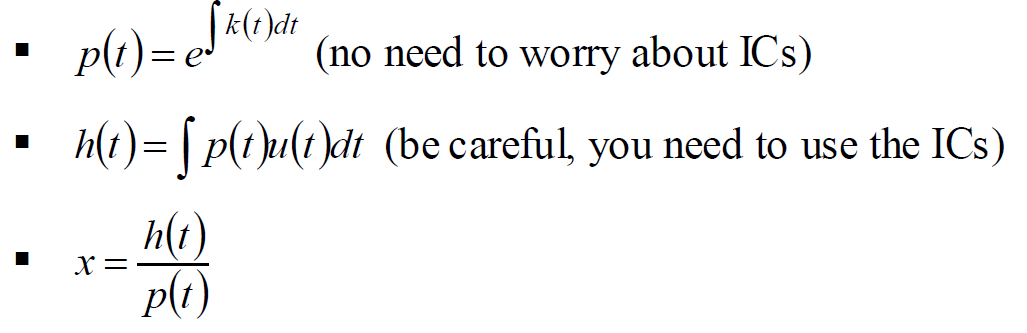 ▪ p(t) = e^{∫ k(t)dt} (no need to worry about ICs)
▪ h(t) = ∫ p(t)u(t)dt (be careful, you need to use the ICs)
▪ x = h(t)/p(t)